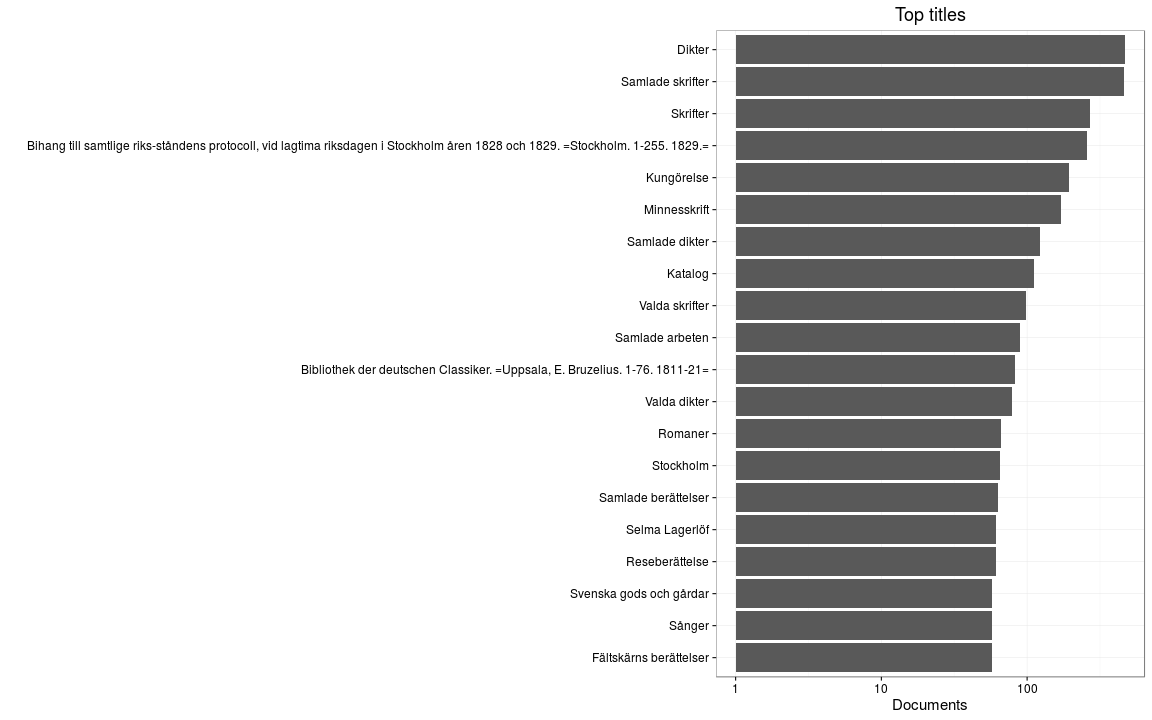 Top titles
Dikter
Samlade skrifter
Skrifter
Bihang till samtlige riks-ståndens protocoll, vid lagtima riksdagen i Stockholm åren 1828 och 1829. =Stockholm. 1-255. 1829.=
Kungörelse
Minnesskrift
Samlade dikter
Katalog
Valda skrifter
Samlade arbeten
Bibliothek der deutschen Classiker. =Uppsala, E. Bruzelius. 1-76. 1811-21=
Valda dikter
Romaner
Stockholm
Samlade berättelser
Selma Lagerlöf
Reseberättelse
Svenska gods och gårdar
Sånger
Fältskärns berättelser
1 10 100
Documents